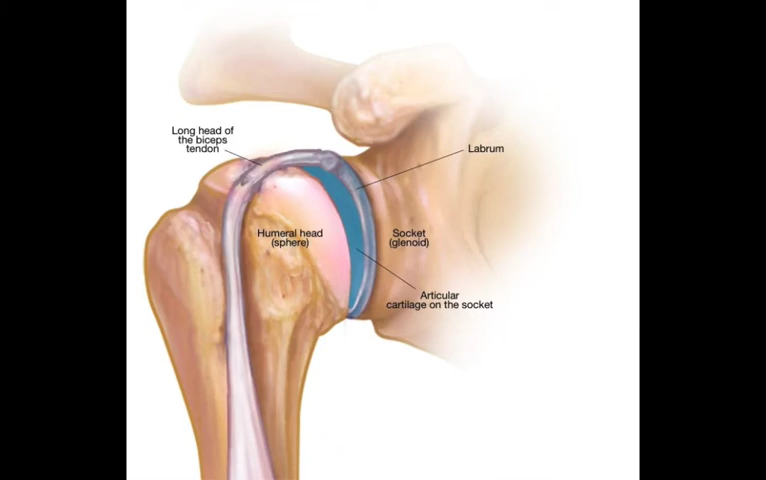 Long head of
the biceps
tendon
Labrum
Humeral head
(sphere)
Socket
(glenoid)
Articular
cartilage on the socket